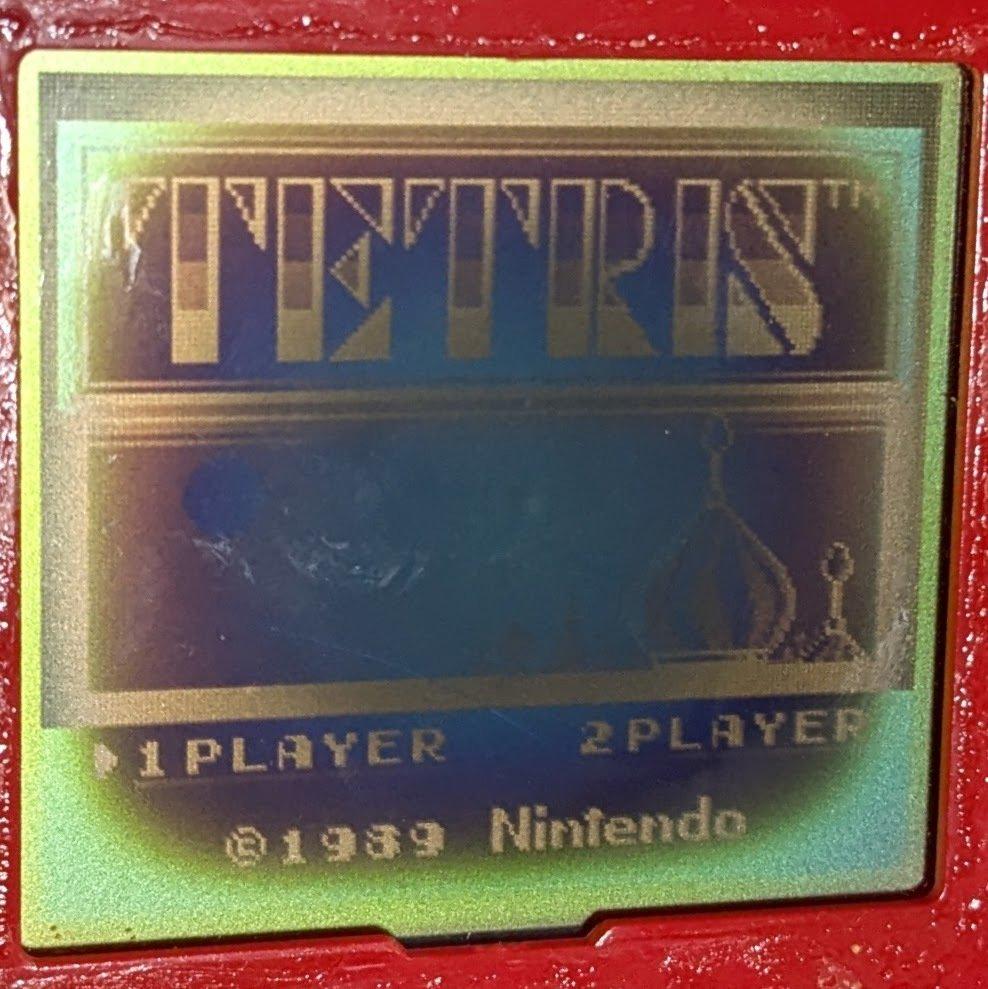 TETRIS™
▶1PLAYER 2PLAYER
©1989 Nintendo